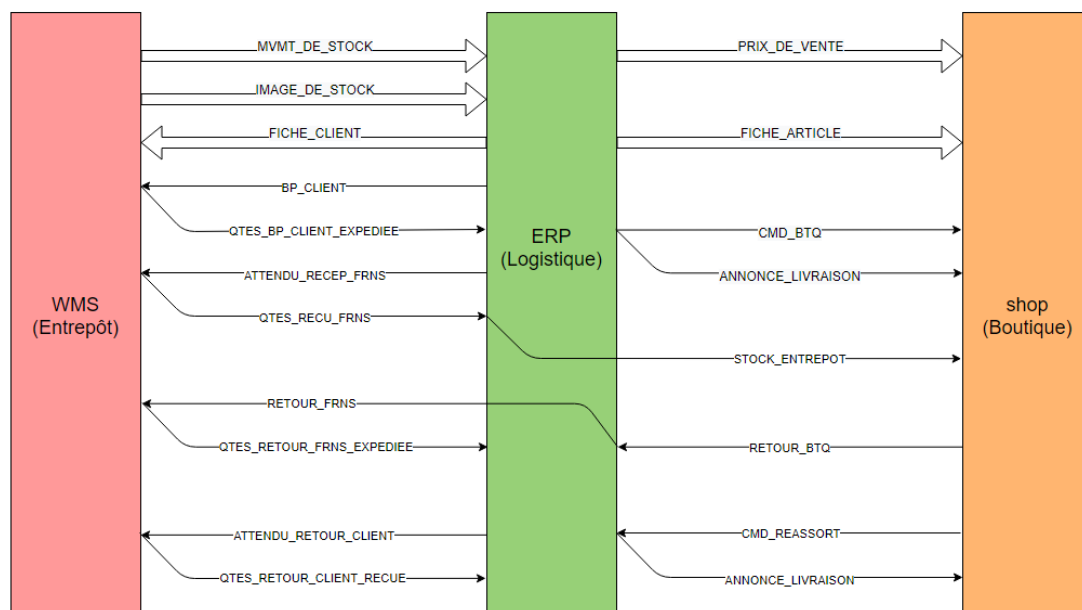 MVMT_DE_STOCK
PRIX_DE_VENTE
IMAGE_DE_STOCK
FICHE_CLIENT
FICHE_ARTICLE
BP_CLIENT
QTES_BP_CLIENT_EXPEDIEE
CMD_BTQ
ERP
(Logistique)
ATTENDU_RECEP_FRNS
ANNONCE_LIVRAISON
WMS
(Entrepôt)
shop
(Boutique)
QTES_RECU_FRNS
STOCK_ENTREPOT
RETOUR_FRNS
QTES_RETOUR_FRNS_EXPEDIEE
RETOUR_BTQ
ATTENDU_RETOUR_CLIENT
CMD_REASSORT
QTES_RETOUR_CLIENT_RECUE
ANNONCE_LIVRAISON